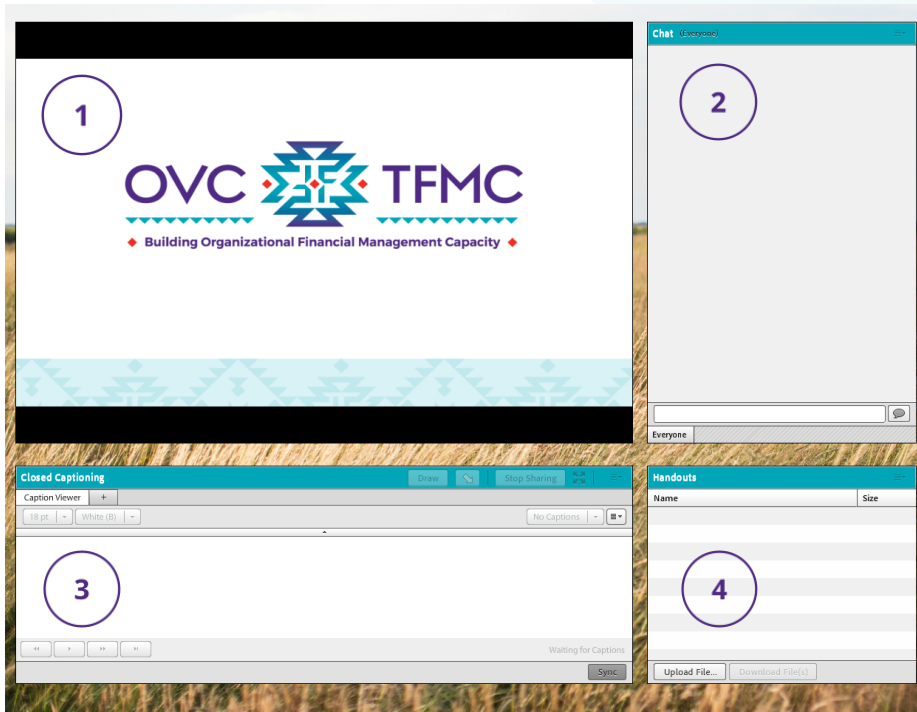 1
OVC TFMC
Building Organizational Financial Management Capacity
Chat (Everyone)
2
Everyone
Closed Captioning
Draw
Stop Sharing
Caption Viewer +
18 pt White (B) No Captions
3
Waiting for Captions
Sync
Handouts
Name Size
4
Upload File... Download File(s)